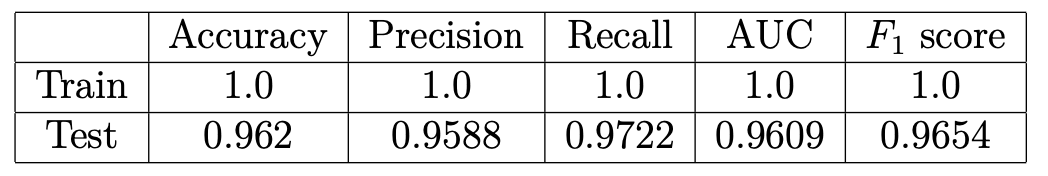 Accuracy Precision Recall AUC F₁ score
Train 1.0 1.0 1.0 1.0 1.0
Test 0.962 0.9588 0.9722 0.9609 0.9654